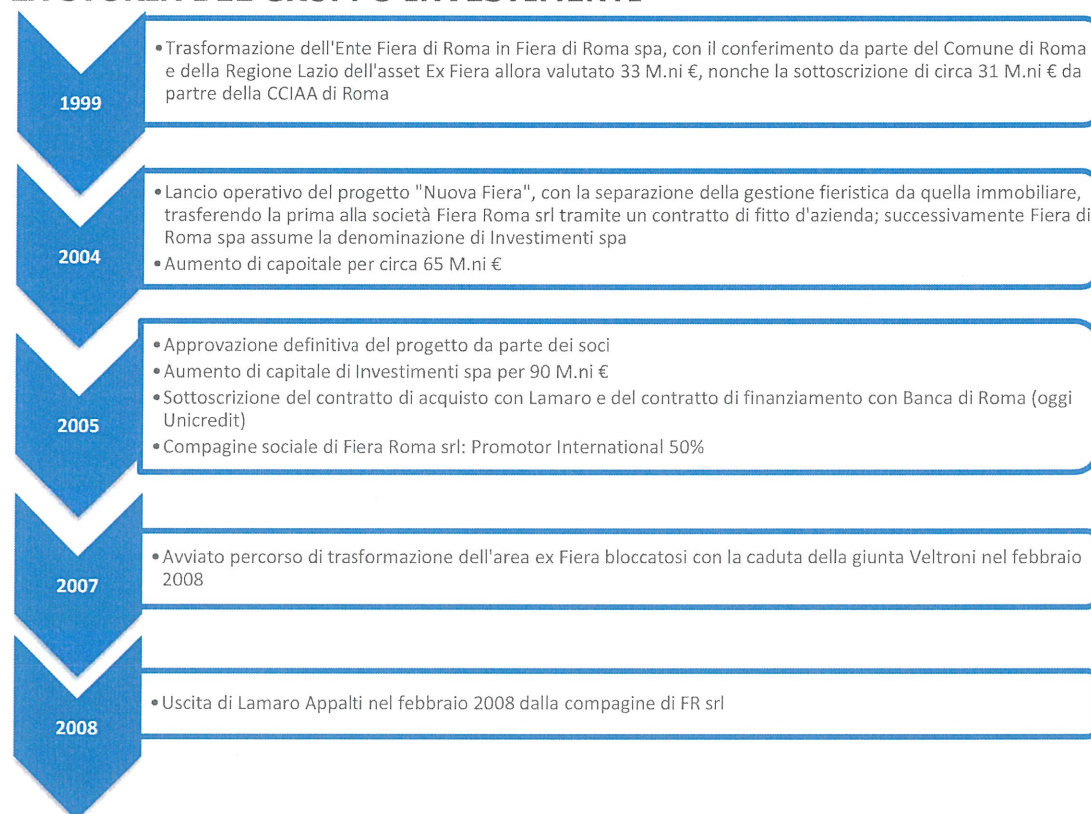 1999
•Trasformazione dell'Ente Fiera di Roma in Fiera di Roma spa, con il conferimento da parte del Comune di Roma
e della Regione Lazio dell'asset Ex Fiera allora valutato 33 M.ni €, nonche la sottoscrizione di circa 31 M.ni € da
partre della CCIAA di Roma
2004
•Lancio operativo del progetto "Nuova Fiera", con la separazione della gestione fieristica da quella immobiliare,
trasferendo la prima alla società Fiera Roma srl tramite un contratto di fitto d'azienda; successivamente Fiera di
Roma spa assume la denominazione di Investimenti spa
•Aumento di capoitale per circa 65 M.ni €
2005
•Approvazione definitiva del progetto da parte dei soci
•Aumento di capitale di Investimenti spa per 90 M.ni €
•Sottoscrizione del contratto di acquisto con Lamaro e del contratto di finanziamento con Banca di Roma (oggi
Unicredit)
•Compagine sociale di Fiera Roma srl: Promotor International 50%
2007
•Avviato percorso di trasformazione dell'area ex Fiera bloccatosi con la caduta della giunta Veltroni nel febbraio
2008
2008
•Uscita di Lamaro Appalti nel febbraio 2008 dalla compagine di FR srl